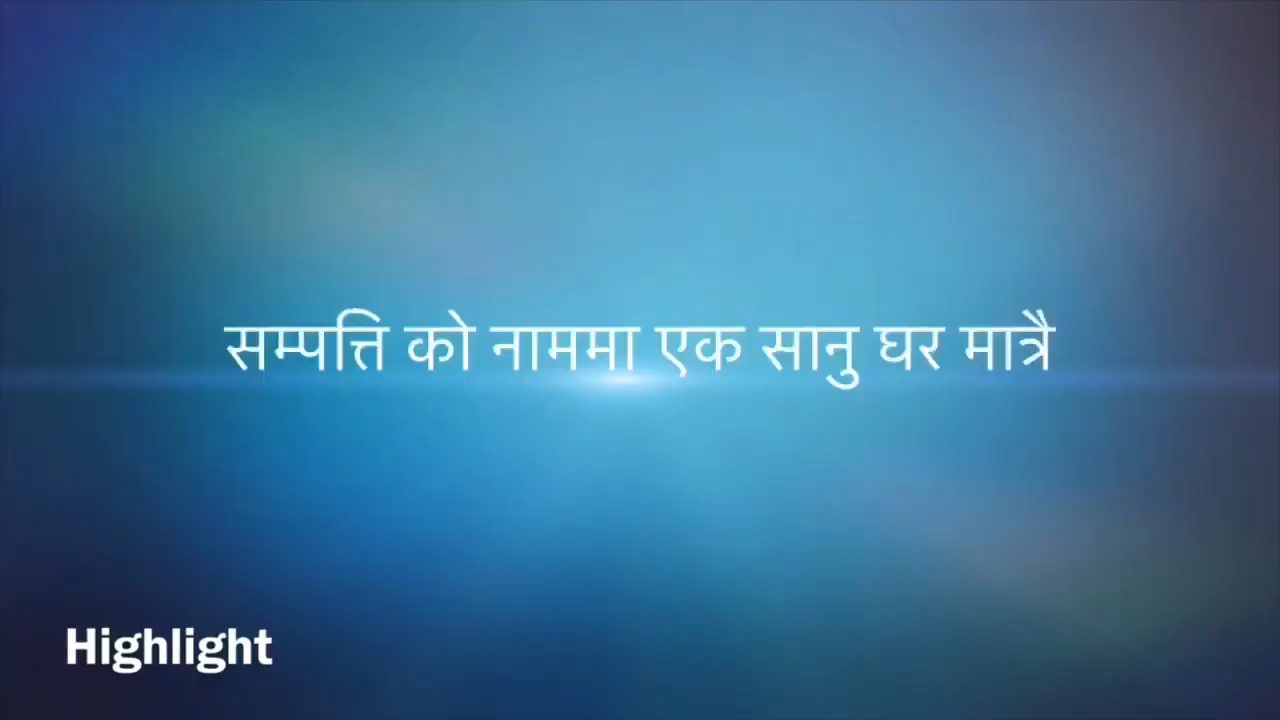 सम्पत्ति को नाममा एक सानु घर मात्रै
Highlight